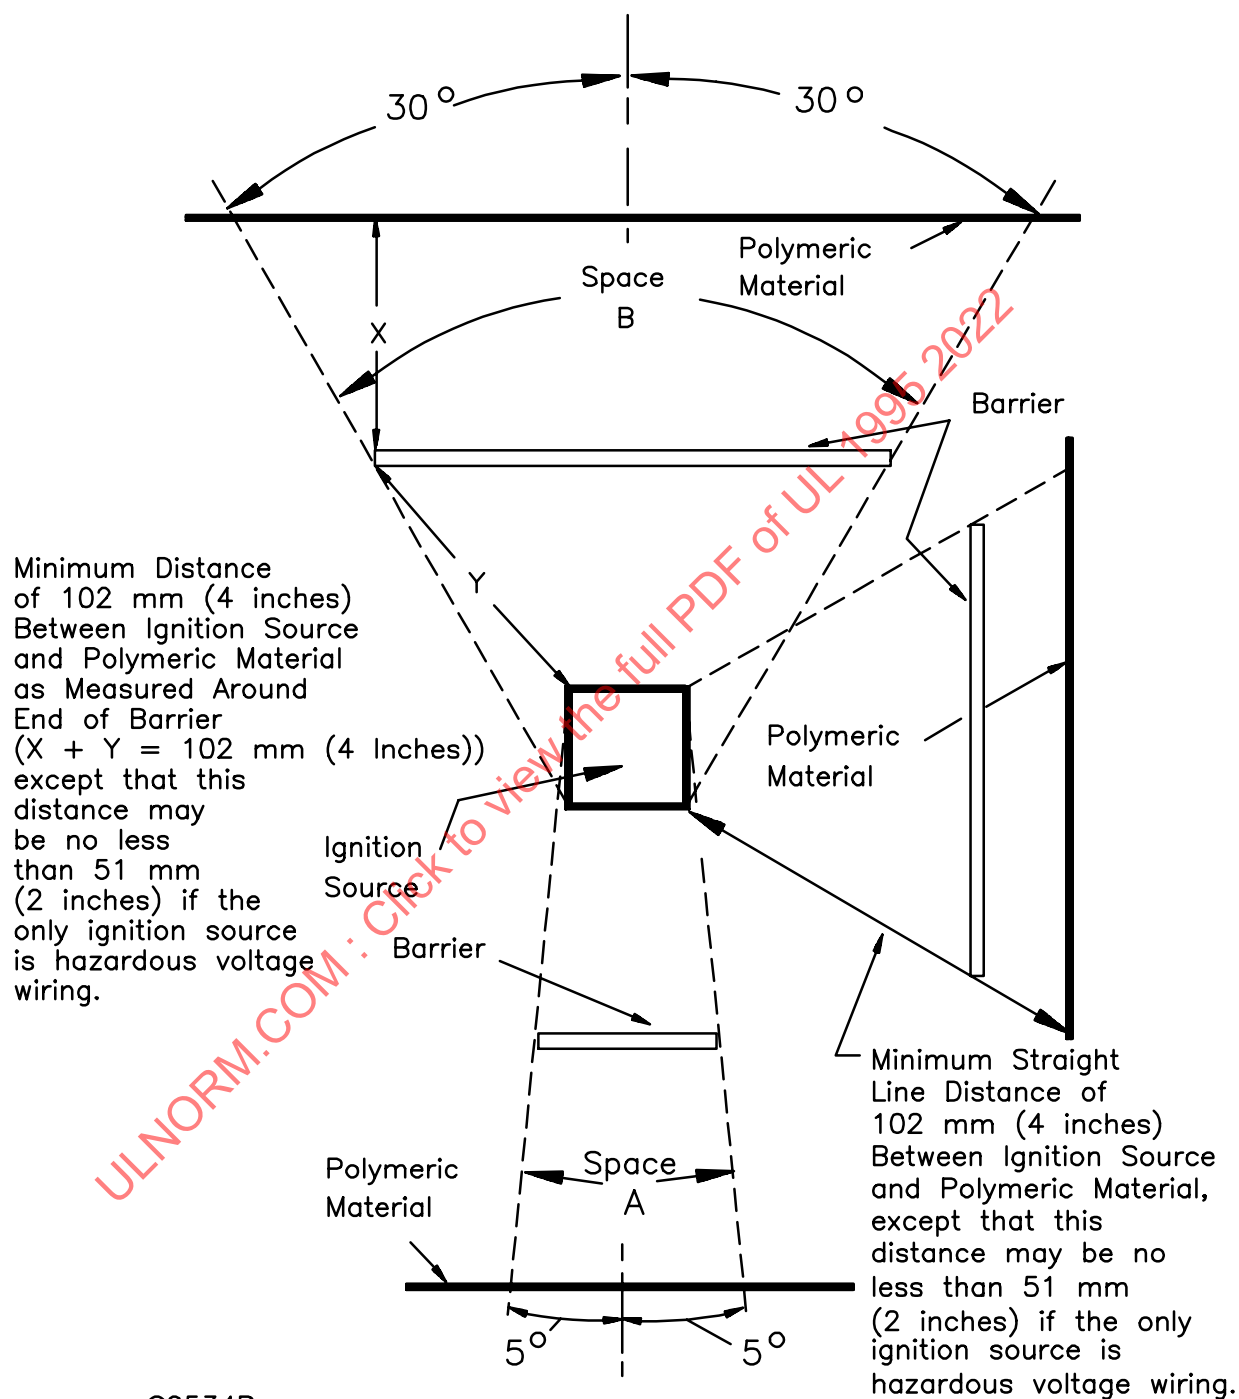 30°
30°
Polymeric
Material
Space
B
X
Barrier
Minimum Distance
of 102 mm (4 inches)
Between Ignition Source
and Polymeric Material
as Measured Around
End of Barrier
(X + Y = 102 mm (4 Inches))
except that this
distance may
be no less
than 51 mm
(2 inches) if the
only ignition source
is hazardous voltage
wiring.
Y
Polymeric
Material
Ignition
Source
Barrier
Minimum Straight
Line Distance of
102 mm (4 inches)
Between Ignition Source
and Polymeric Material,
except that this
distance may be no
less than 51 mm
(2 inches) if the only
ignition source is
hazardous voltage wiring.
Polymeric
Material
Space
A
5°
5°
ULNORM.COM : Click to view the full PDF of UL 1995 2022